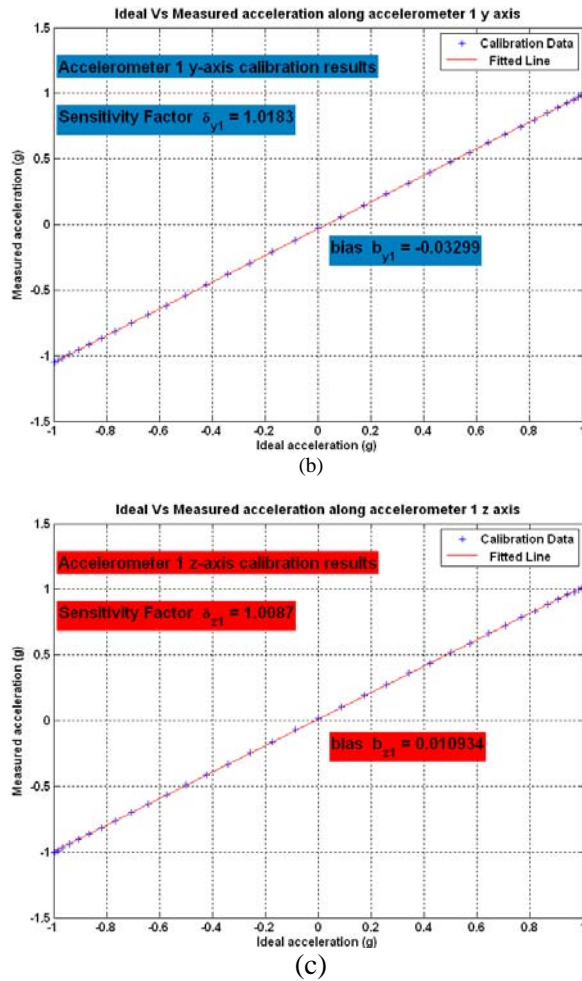 Ideal Vs Measured acceleration along accelerometer 1 y axis
1.5
Calibration Data
Fitted Line
Accelerometer 1 y-axis calibration results
1
Sensitivity Factor δy1 = 1.0183
0.5
Measured acceleration (g)
0
bias by1 = -0.03299
-0.5
-1
-1.5
-1 -0.8 -0.6 -0.4 -0.2 0 0.2 0.4 0.6 0.8 1
Ideal acceleration (g)
(b)
Ideal Vs Measured acceleration along accelerometer 1 z axis
1.5
Calibration Data
Fitted Line
Accelerometer 1 z-axis calibration results
1
Sensitivity Factor δz1 = 1.0087
0.5
Measured acceleration (g)
0
bias bz1 = 0.010934
-0.5
-1
-1.5
-1 -0.8 -0.6 -0.4 -0.2 0 0.2 0.4 0.6 0.8 1
Ideal acceleration (g)
(c)